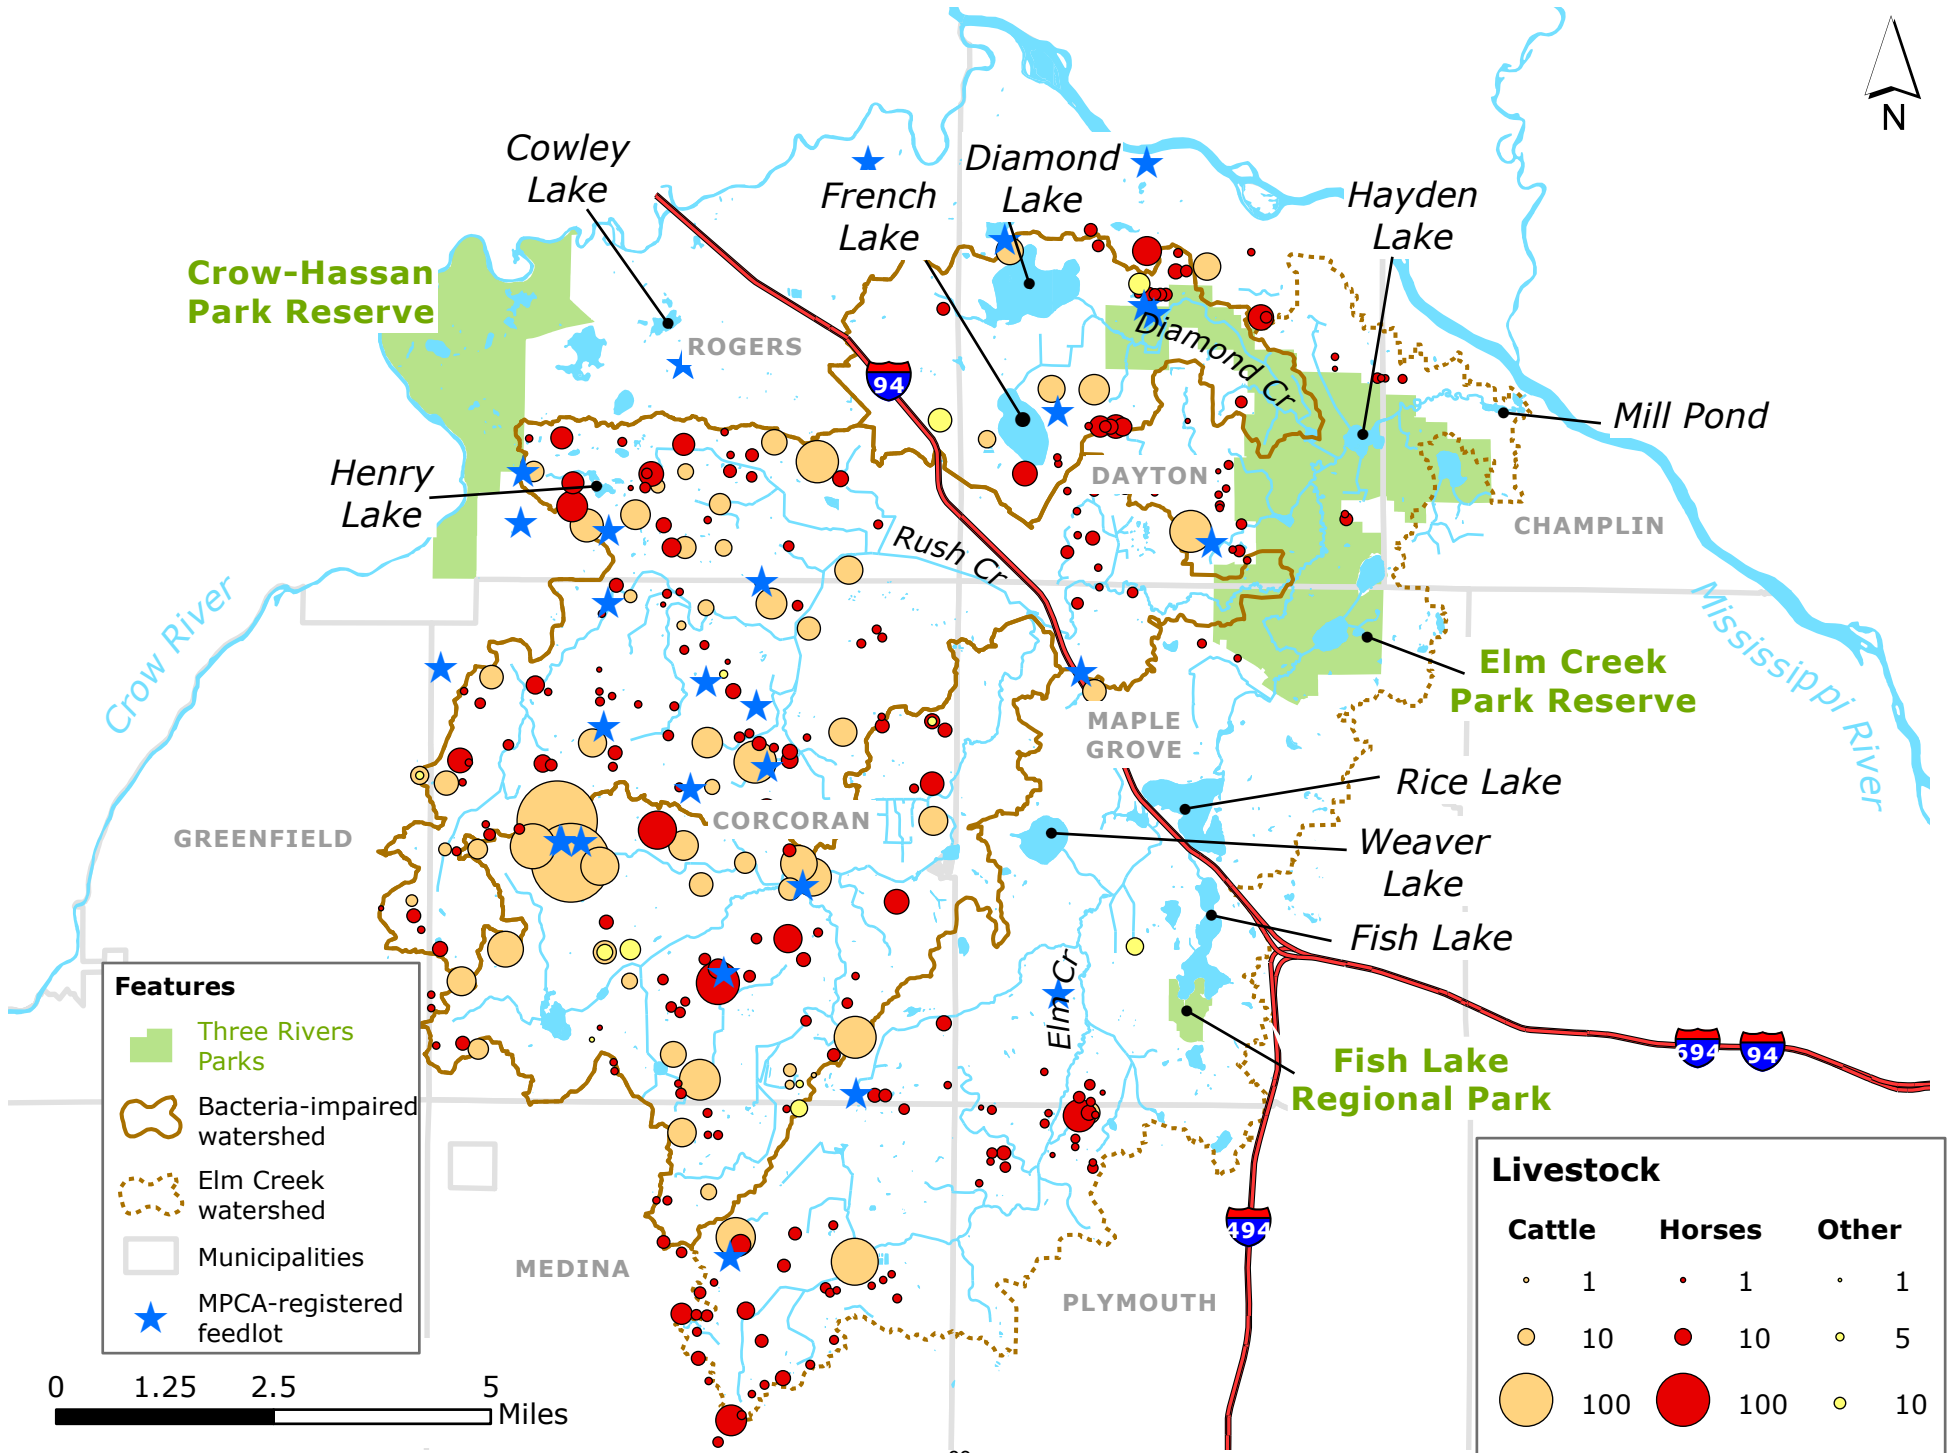 N
Cowley
Lake
Diamond
Lake
French
Lake
Hayden
Lake
Crow-Hassan
Park Reserve
ROGERS
94
Diamond Cr
Mill Pond
Henry
Lake
DAYTON
CHAMPLIN
Rush Cr
Crow River
Mississippi River
Elm Creek
Park Reserve
MAPLE
GROVE
Rice Lake
GREENFIELD
CORCORAN
Weaver
Lake
Fish Lake
Elm Cr
Features
Three Rivers
Parks
Bacteria-impaired
watershed
Elm Creek
watershed
Municipalities
MPCA-registered
feedlot
694
94
Fish Lake
Regional Park
494
MEDINA
PLYMOUTH
Livestock
Cattle Horses Other
1 1 1
10 10 5
100 100 10
0 1.25 2.5 5
Miles